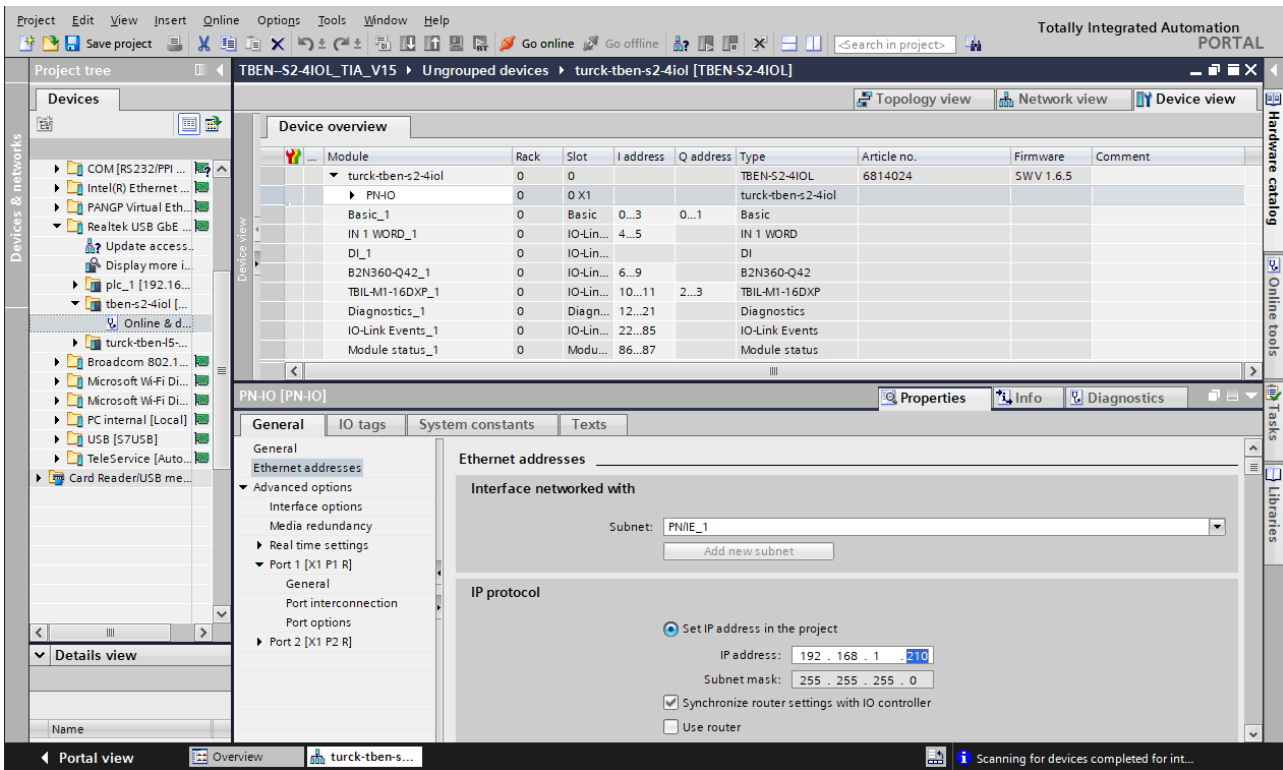 Project Edit View Insert Online Options Tools Window Help
Totally Integrated Automation
PORTAL
Save project Go online Go offline <Search in project>
Project tree
TBEN--S2-4IOL_TIA_V15 Ungrouped devices turck-tben-s2-4iol [TBEN-S2-4IOL]
Devices
Topology view Network view Device view
Device overview
... Module Rack Slot I address Q address Type Article no. Firmware Comment
turck-tben-s2-4iol 0 0 TBEN-S2-4IOL 6814024 SW V 1.6.5
PN-IO 0 0 X1 turck-tben-s2-4iol
Basic_1 0 Basic 0...3 0...1 Basic
IN 1 WORD_1 0 IO-Lin... 4...5 IN 1 WORD
DI_1 0 IO-Lin... DI
B2N360-Q42_1 0 IO-Lin... 6...9 B2N360-Q42
TBIL-M1-16DXP_1 0 IO-Lin... 10...11 2...3 TBIL-M1-16DXP
Diagnostics_1 0 Diagn... 12...21 Diagnostics
IO-Link Events_1 0 IO-Lin... 22...85 IO-Link Events
Module status_1 0 Modu... 86...87 Module status
COM [RS232/PPI ...
Intel(R) Ethernet ...
PANGP Virtual Eth...
Realtek USB GbE ...
Update access..
Display more i...
plc_1 [192.16...
tben-s2-4iol [...
Online & d...
turck-tben-l5-...
Broadcom 802.1...
Microsoft Wi-Fi Di...
Microsoft Wi-Fi Di...
PC internal [Local]
USB [S7USB]
TeleService [Auto...
Card Reader/USB me...
Devices & networks
Device view
Hardware catalog
Online tools
Tasks
Libraries
PN-IO [PN-IO]
Properties Info Diagnostics
General IO tags System constants Texts
General
Ethernet addresses
Advanced options
Interface options
Media redundancy
Real time settings
Port 1 [X1 P1 R]
General
Port interconnection
Port options
Port 2 [X1 P2 R]
Ethernet addresses
Interface networked with
Subnet: PN/IE_1
Add new subnet
IP protocol
Set IP address in the project
IP address: 192 . 168 . 1 . 210
Subnet mask: 255 . 255 . 255 . 0
Synchronize router settings with IO controller
Use router
Details view
Name
Portal view Overview turck-tben-s... Scanning for devices completed for int...